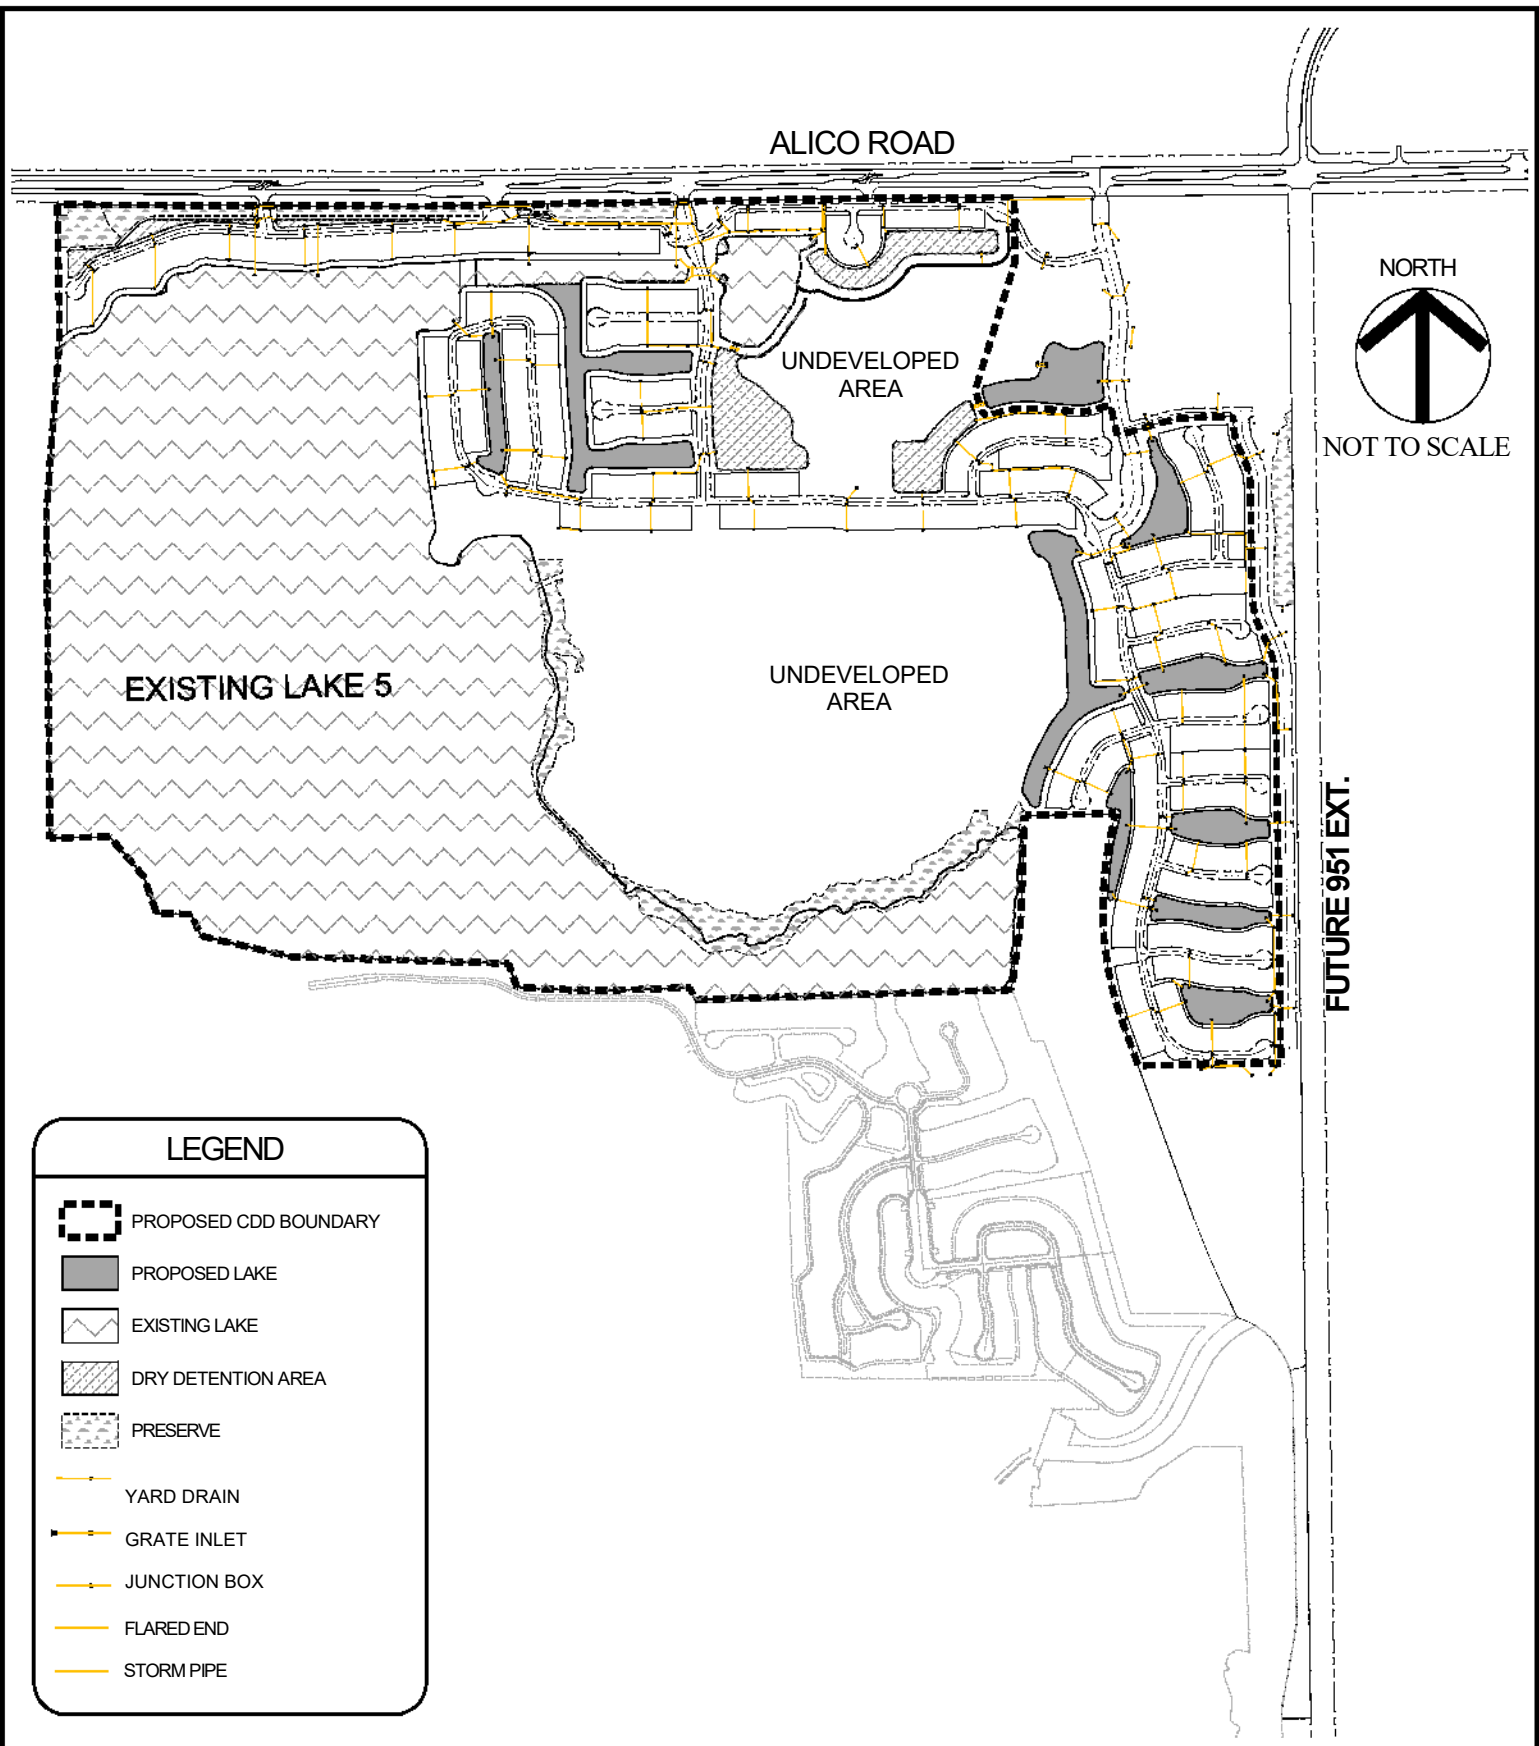 ALICO ROAD
NORTH
NOT TO SCALE
UNDEVELOPED
AREA
EXISTING LAKE 5
UNDEVELOPED
AREA
FUTURE 951 EXT.
LEGEND
PROPOSED CDD BOUNDARY
PROPOSED LAKE
EXISTING LAKE
DRY DETENTION AREA
PRESERVE
YARD DRAIN
GRATE INLET
JUNCTION BOX
FLARED END
STORM PIPE